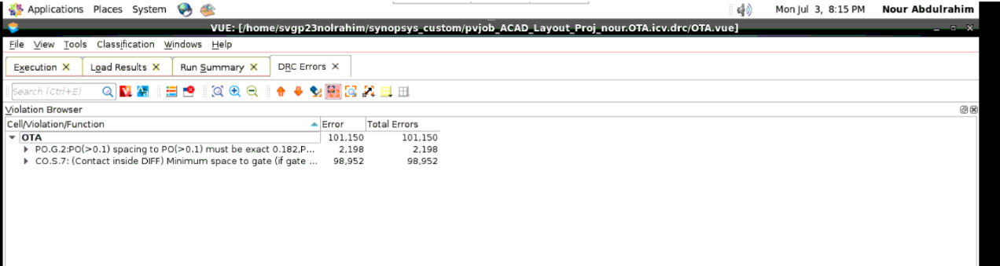 Applications Places System Mon Jul 3, 8:15 PM Nour Abdulrahim
VUE: [/home/svgp23nolrahim/synopsys_custom/pvjob_ACAD_Layout_Proj_nour.OTA.icv.drc/OTA.vue]
File View Tools Classification Windows Help
Execution Load Results Run Summary DRC Errors
Search (Ctrl+E)
Violation Browser
Cell/Violation/Function Error Total Errors
OTA 101,150 101,150
PO.G.2:PO(>0.1) spacing to PO(>0.1) must be exact 0.182,P... 2,198 2,198
CO.S.7: (Contact inside DIFF) Minimum space to gate (if gate ... 98,952 98,952